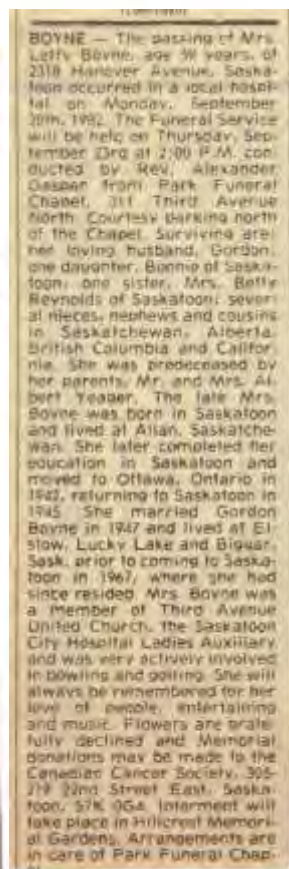 BOYNE — The passing of Mrs.
Letty Boyne, age years, of
2318 Hanover Avenue, Saska-
toon occurred in a local hospi-
tal on Monday, September
20th, 1982. The Funeral Service
will be held on Thursday, Sep-
tember 23rd at 2:00 P.M. con-
ducted by Rev. Alexander
Gaspar from Park Funeral
Chapel, 311 Third Avenue
North. Courtesy parking north
of the Chapel. Surviving are:
her loving husband, Gordon;
one daughter, Bonnie of Saska-
toon; one sister, Mrs. Betty
Reynolds of Saskatoon; sever-
al nieces, nephews and cousins
in Saskatchewan, Alberta,
British Columbia and Califor-
nia. She was predeceased by
her parents, Mr. and Mrs. Al-
bert Yeager. The late Mrs.
Boyne was born in Saskatoon
and lived at Allan, Saskatche-
wan. She later completed her
education in Saskatoon and
moved to Ottawa, Ontario in
1942, returning to Saskatoon in
1945. She married Gordon
Boyne in 1947 and lived at El-
stow, Lucky Lake and Biggar,
Sask. prior to coming to Saska-
toon in 1967, where she had
since resided. Mrs. Boyne was
a member of Third Avenue
United Church, the Saskatoon
City Hospital Ladies Auxiliary
and was very actively involved
in bowling and golfing. She will
always be remembered for her
love of people, entertaining
and music. Flowers are grate-
fully declined and Memorial
donations may be made to the
Canadian Cancer Society, 305-
219 22nd Street East, Saska-
toon, S7K 0G4. Interment will
take place in Hillcrest Memori-
al Gardens. Arrangements are
in care of Park Funeral Chap-